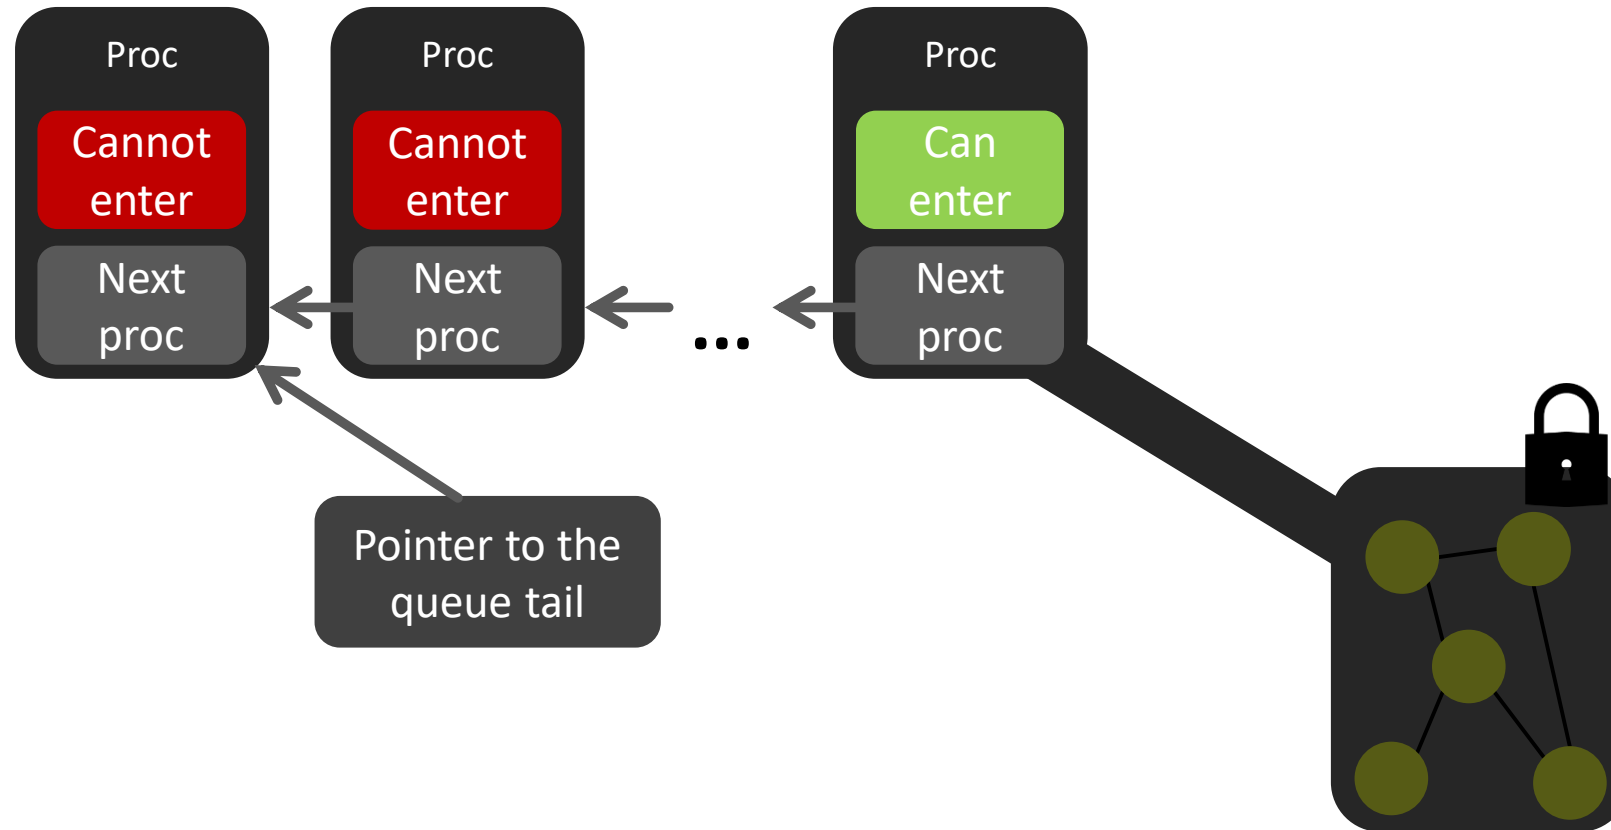 Proc
Cannot
enter
Next
proc
Proc
Cannot
enter
Next
proc
...
Proc
Can
enter
Next
proc
Pointer to the
queue tail